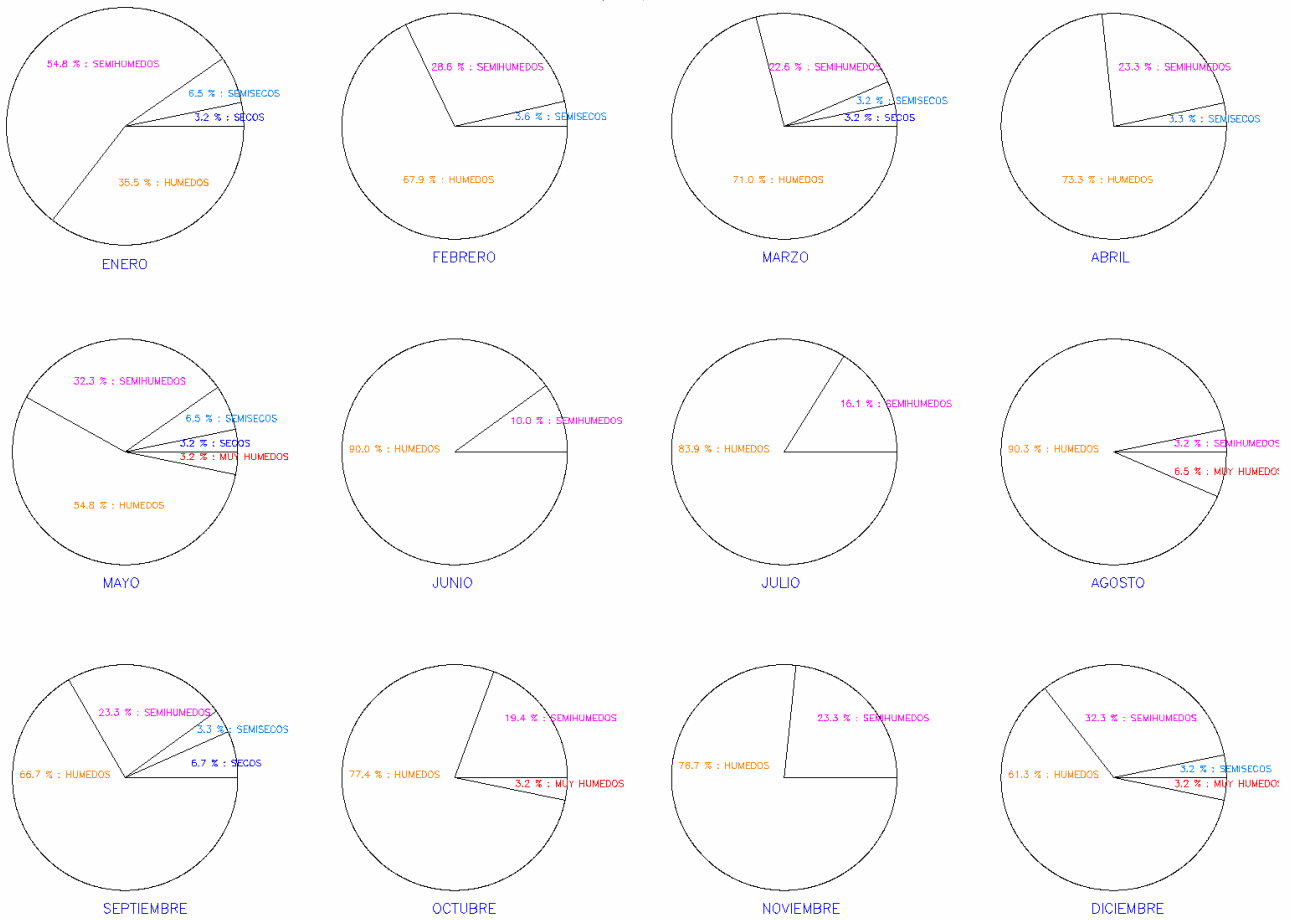 54.8 % : SEMIHUMEDOS
6.5 % : SEMISECOS
3.2 % : SECOS
35.5 % : HUMEDOS
ENERO
28.6 % : SEMIHUMEDOS
3.6 % : SEMISECOS
67.9 % : HUMEDOS
FEBRERO
22.6 % : SEMIHUMEDOS
3.2 % : SEMISECOS
3.2 % : SECOS
71.0 % : HUMEDOS
MARZO
23.3 % : SEMIHUMEDOS
3.3 % : SEMISECOS
73.3 % : HUMEDOS
ABRIL
32.3 % : SEMIHUMEDOS
6.5 % : SEMISECOS
3.2 % : SECOS
3.2 % : MUY HUMEDOS
54.8 % : HUMEDOS
MAYO
10.0 % : SEMIHUMEDOS
90.0 % : HUMEDOS
JUNIO
16.1 % : SEMIHUMEDOS
83.9 % : HUMEDOS
JULIO
3.2 % : SEMIHUMEDOS
90.3 % : HUMEDOS
6.5 % : MUY HUMEDOS
AGOSTO
23.3 % : SEMIHUMEDOS
3.3 % : SEMISECOS
6.7 % : SECOS
66.7 % : HUMEDOS
SEPTIEMBRE
19.4 % : SEMIHUMEDOS
77.4 % : HUMEDOS
3.2 % : MUY HUMEDOS
OCTUBRE
23.3 % : SEMIHUMEDOS
76.7 % : HUMEDOS
NOVIEMBRE
32.3 % : SEMIHUMEDOS
3.2 % : SEMISECOS
61.3 % : HUMEDOS
3.2 % : MUY HUMEDOS
DICIEMBRE